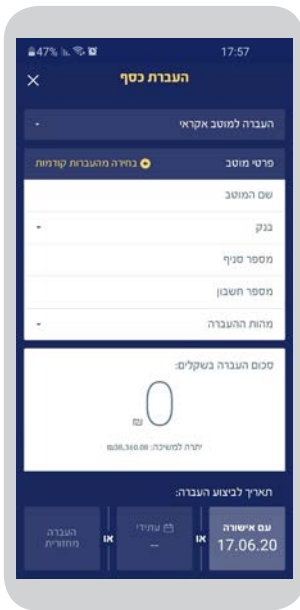 47% 17:57
העברת כסף
העברה למוטב אקראי
פרטי מוטב בחירה מהעברות קודמות
שם המוטב
בנק
מספר סניף
מספר חשבון
מהות ההעברה
סכום העברה בשקלים:
0 ₪
יתרה למשיכה:
תאריך לביצוע העברה:
עם אישורה או עתידי או העברה
17.06.20 -- מחזורית